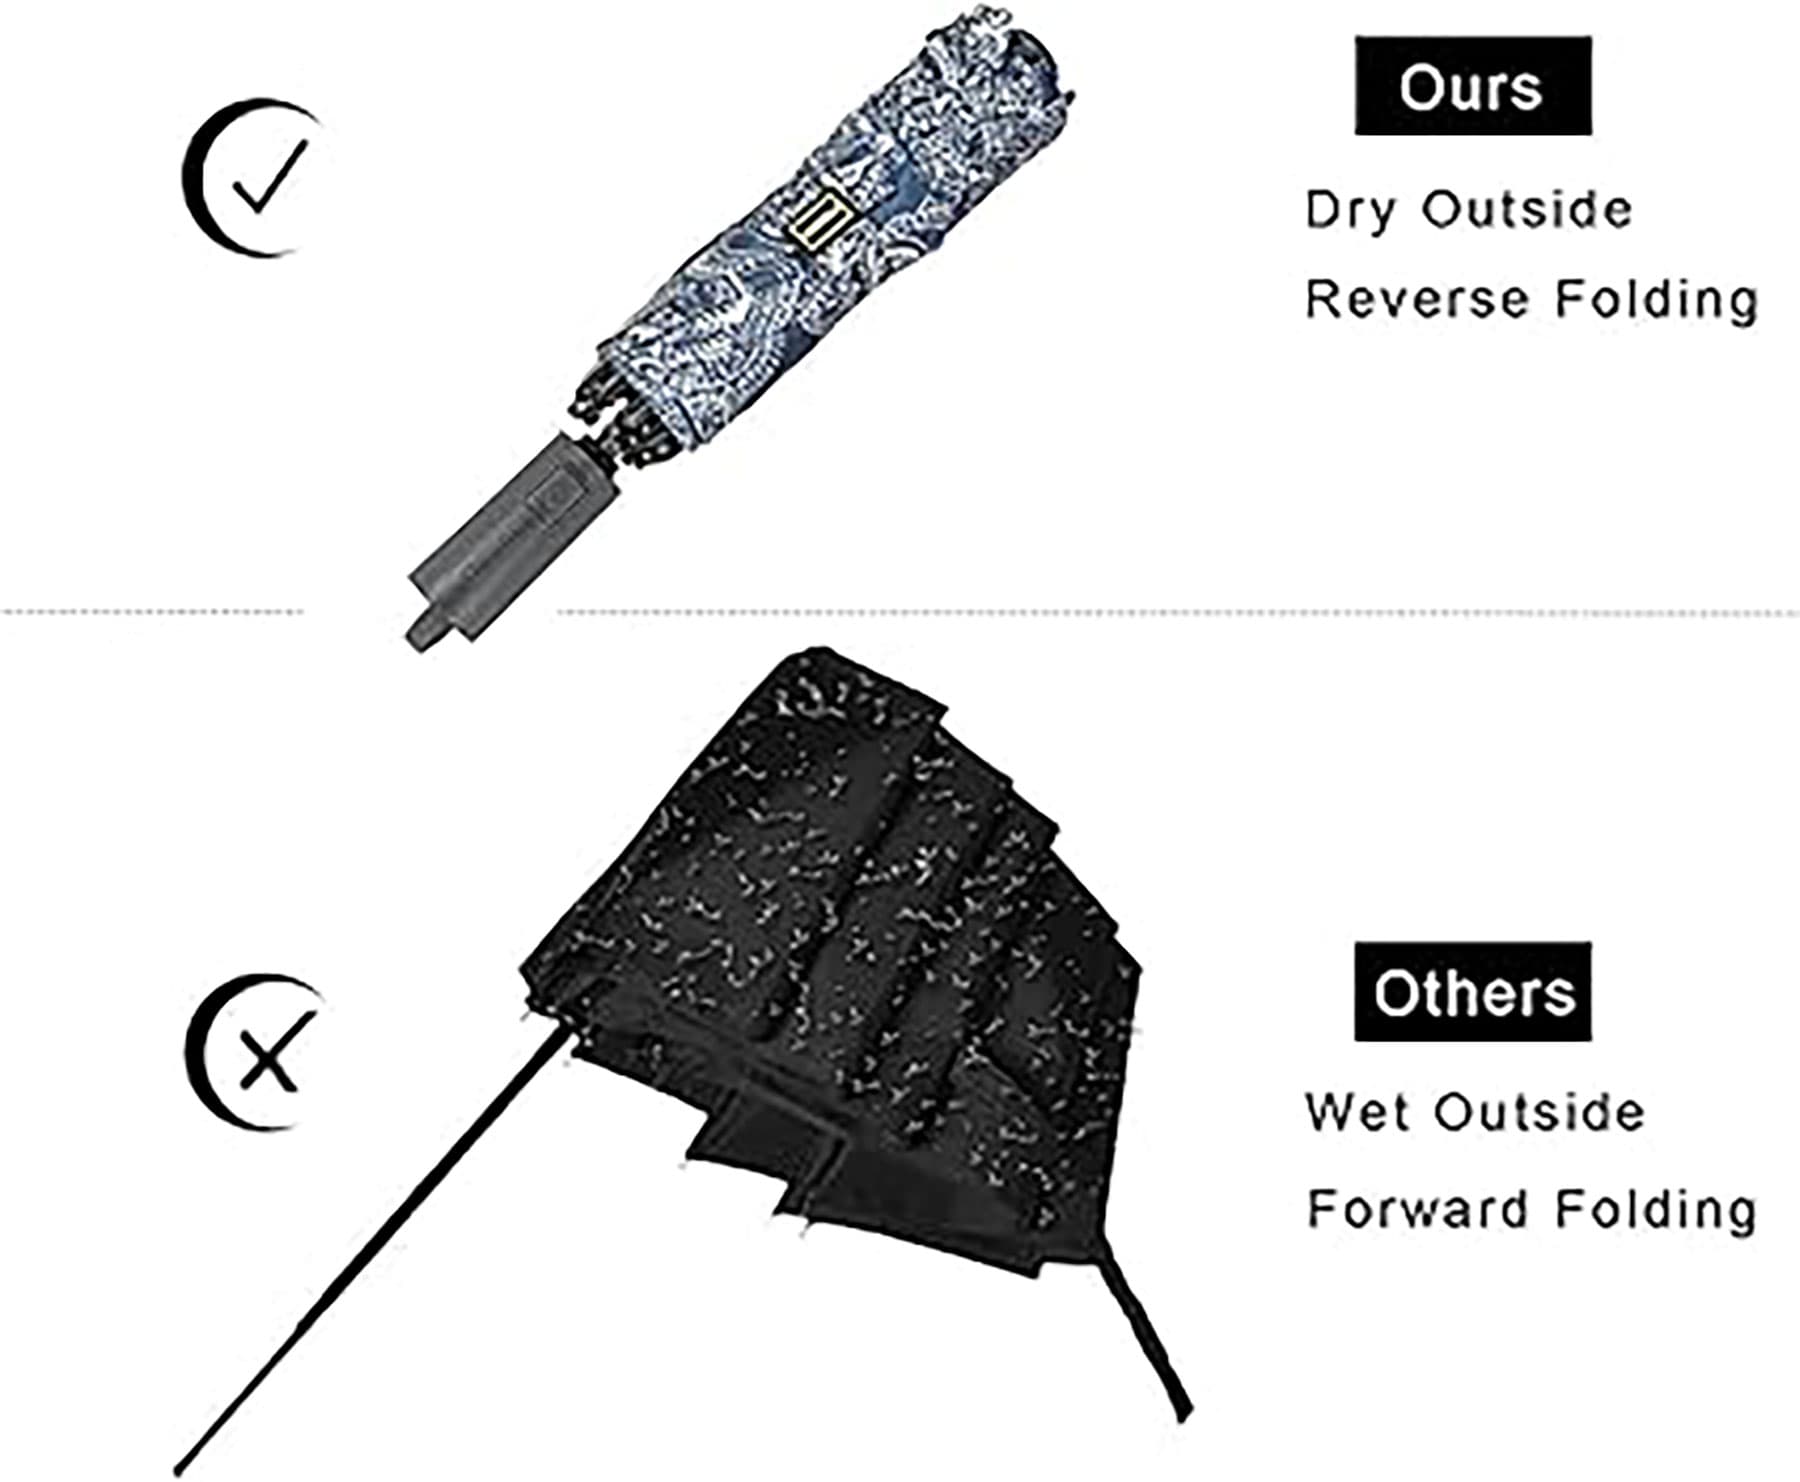 Ours
Dry Outside
Reverse Folding
Others
Wet Outside
Forward Folding